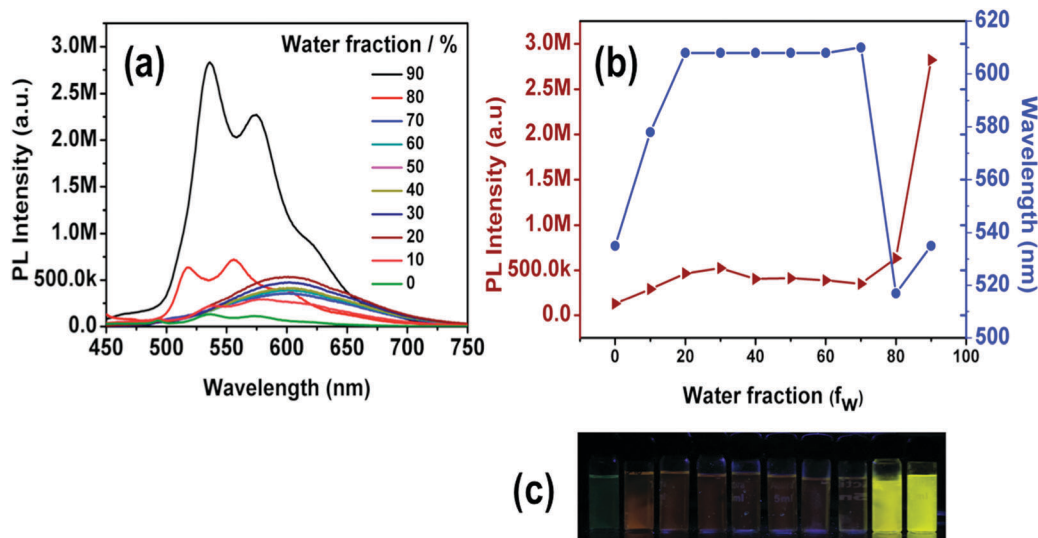 (a)
Water fraction / %
90
80
70
60
50
40
30
20
10
0
3.0M
2.5M
2.0M
1.5M
1.0M
500.0k
0.0
PL Intensity (a.u.)
450 500 550 600 650 700 750
Wavelength (nm)
(b)
3.0M
2.5M
2.0M
1.5M
1.0M
500.0k
0.0
PL Intensity (a.u)
620
600
580
560
540
520
500
Wavelength (nm)
0 20 40 60 80 100
Water fraction (fw)
(c)